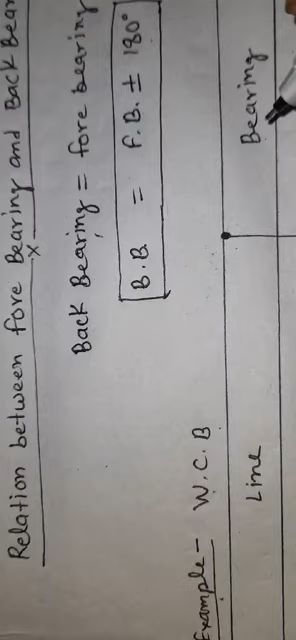 Relation between fore Bearing and Back Bear
Back Bearing = fore bearing
B.B. = F.B. ± 180°
Example - W.C.B
Line Bearing